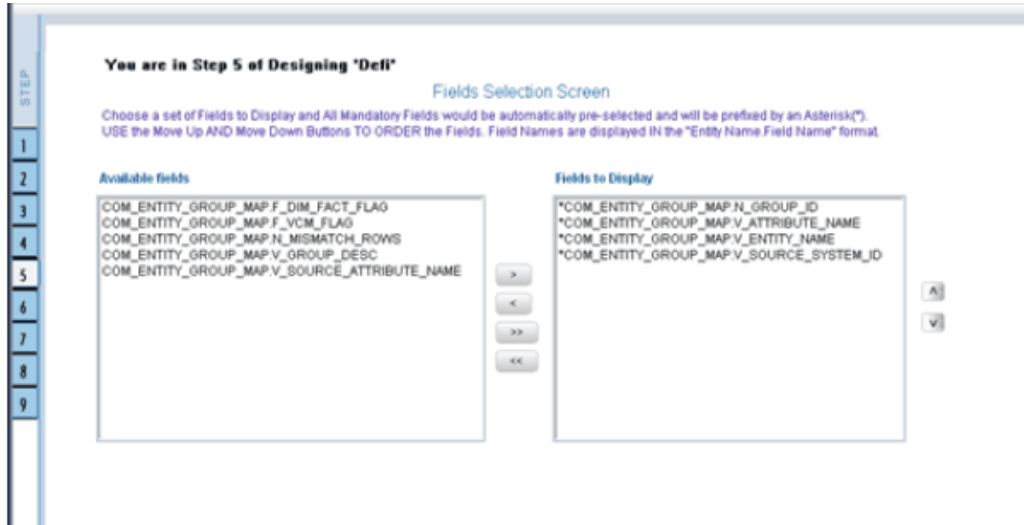 You are in Step 5 of Designing 'Defi'
Fields Selection Screen
Choose a set of Fields to Display and All Mandatory Fields would be automatically pre-selected and will be prefixed by an Asterisk(*).
USE the Move Up AND Move Down Buttons TO ORDER the Fields. Field Names are displayed IN the "Entity Name.Field Name" format.
STEP
1
2
3
4
5
6
7
8
9
Available fields
COM_ENTITY_GROUP_MAP.F_DIM_FACT_FLAG
COM_ENTITY_GROUP_MAP.F_VCM_FLAG
COM_ENTITY_GROUP_MAP.N_MISMATCH_ROWS
COM_ENTITY_GROUP_MAP.V_GROUP_DESC
COM_ENTITY_GROUP_MAP.V_SOURCE_ATTRIBUTE_NAME
>
<
>>
<<
Fields to Display
*COM_ENTITY_GROUP_MAP.N_GROUP_ID
*COM_ENTITY_GROUP_MAP.V_ATTRIBUTE_NAME
*COM_ENTITY_GROUP_MAP.V_ENTITY_NAME
*COM_ENTITY_GROUP_MAP.V_SOURCE_SYSTEM_ID
Λ
V